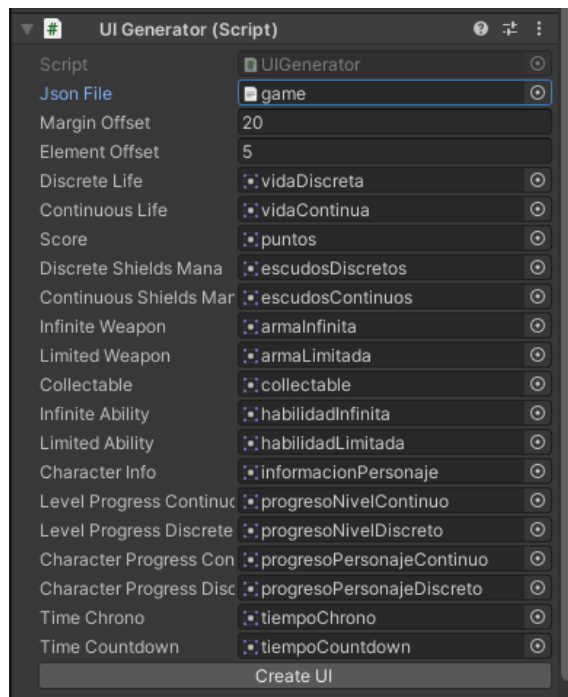 # UI Generator (Script)
Script # UIGenerator
Json File game
Margin Offset 20
Element Offset 5
Discrete Life vidaDiscreta
Continuous Life vidaContinua
Score puntos
Discrete Shields Mana escudosDiscretos
Continuous Shields Mar escudosContinuos
Infinite Weapon armaInfinita
Limited Weapon armaLimitada
Collectable collectable
Infinite Ability habilidadInfinita
Limited Ability habilidadLimitada
Character Info informacionPersonaje
Level Progress Continuc progresoNivelContinuo
Level Progress Discrete progresoNivelDiscreto
Character Progress Con progresoPersonajeContinuo
Character Progress Disc progresoPersonajeDiscreto
Time Chrono tiempoChrono
Time Countdown tiempoCountdown
Create UI